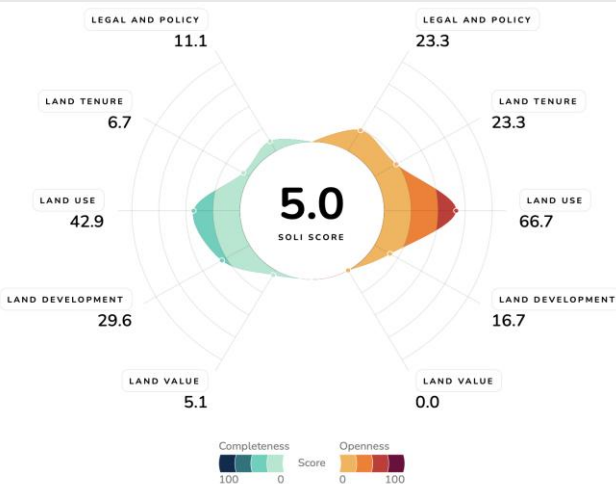 LEGAL AND POLICY
11.1
LAND TENURE
6.7
LAND USE
42.9
LAND DEVELOPMENT
29.6
LAND VALUE
5.1
5.0
SOLI SCORE
LEGAL AND POLICY
23.3
LAND TENURE
23.3
LAND USE
66.7
LAND DEVELOPMENT
16.7
LAND VALUE
0.0
Completeness
100 0
Score
Openness
0 100